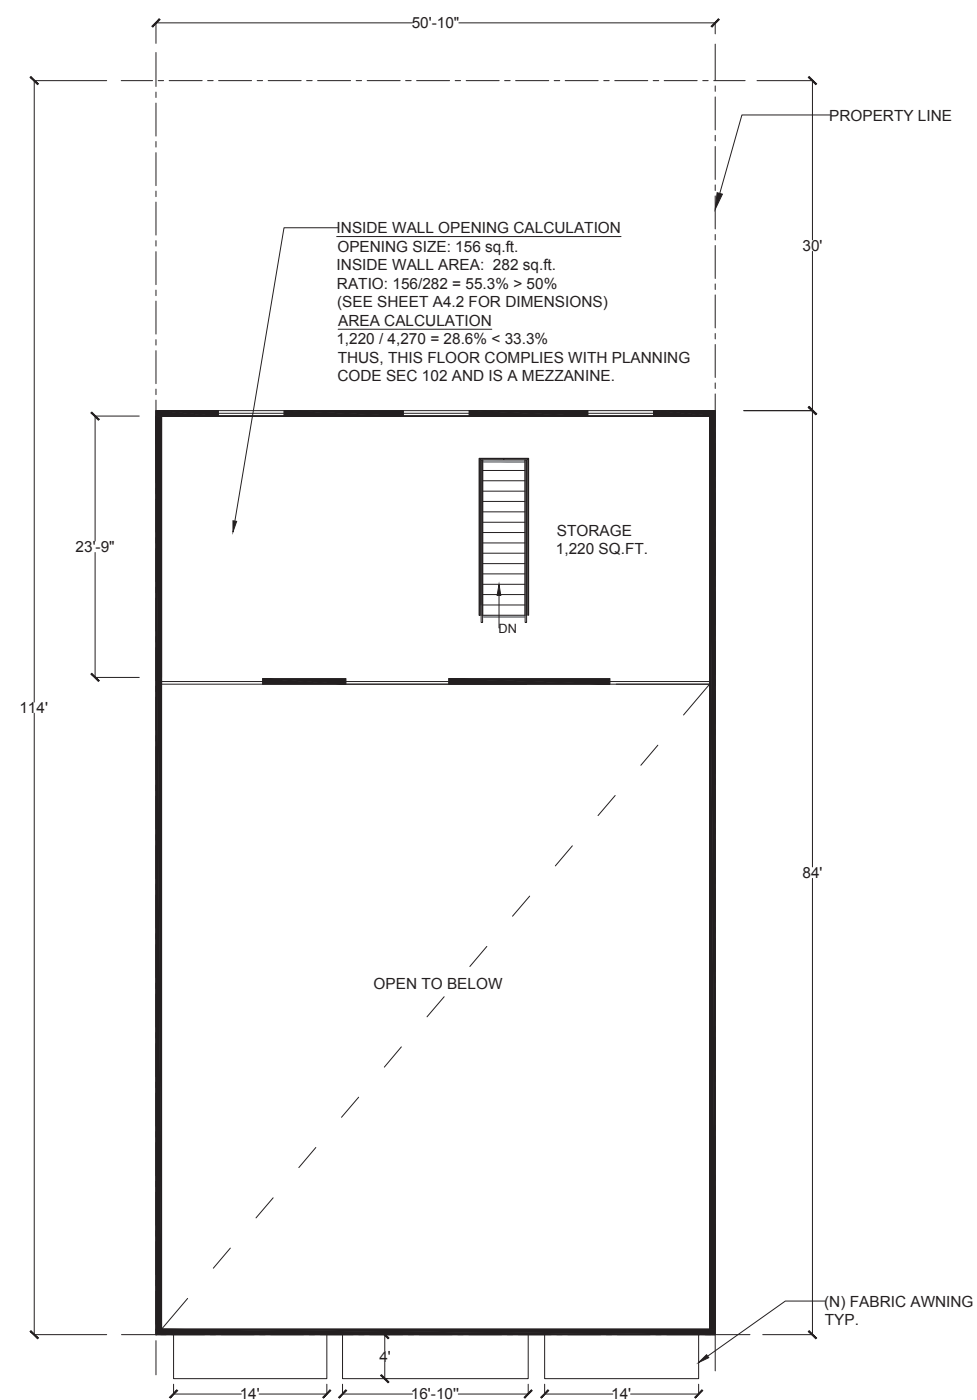 50'-10"
PROPERTY LINE
INSIDE WALL OPENING CALCULATION
OPENING SIZE: 156 sq.ft.
INSIDE WALL AREA: 282 sq.ft.
RATIO: 156/282 = 55.3% > 50%
(SEE SHEET A4.2 FOR DIMENSIONS)
AREA CALCULATION
1,220 / 4,270 = 28.6% < 33.3%
THUS, THIS FLOOR COMPLIES WITH PLANNING
CODE SEC 102 AND IS A MEZZANINE.
30'
23'-9"
STORAGE
1,220 SQ.FT.
DN
114'
84'
OPEN TO BELOW
(N) FABRIC AWNING
TYP.
4'
14'
16'-10"
14'